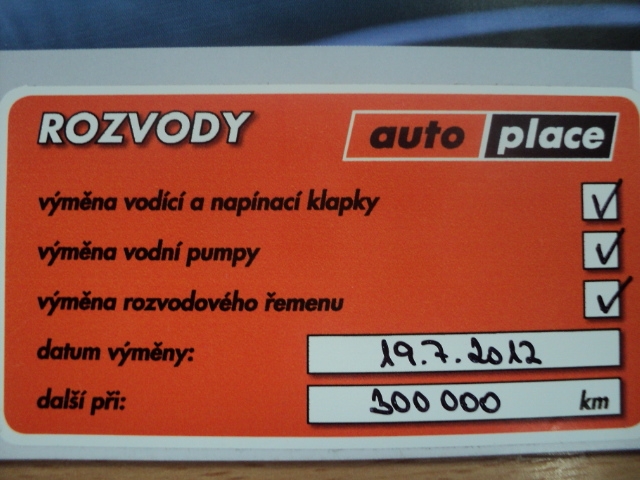 ROZVODY auto place
výměna vodící a napínací klapky
výměna vodní pumpy
výměna rozvodového řemenu
datum výměny: 19.7.2012
další při: 300 000 km